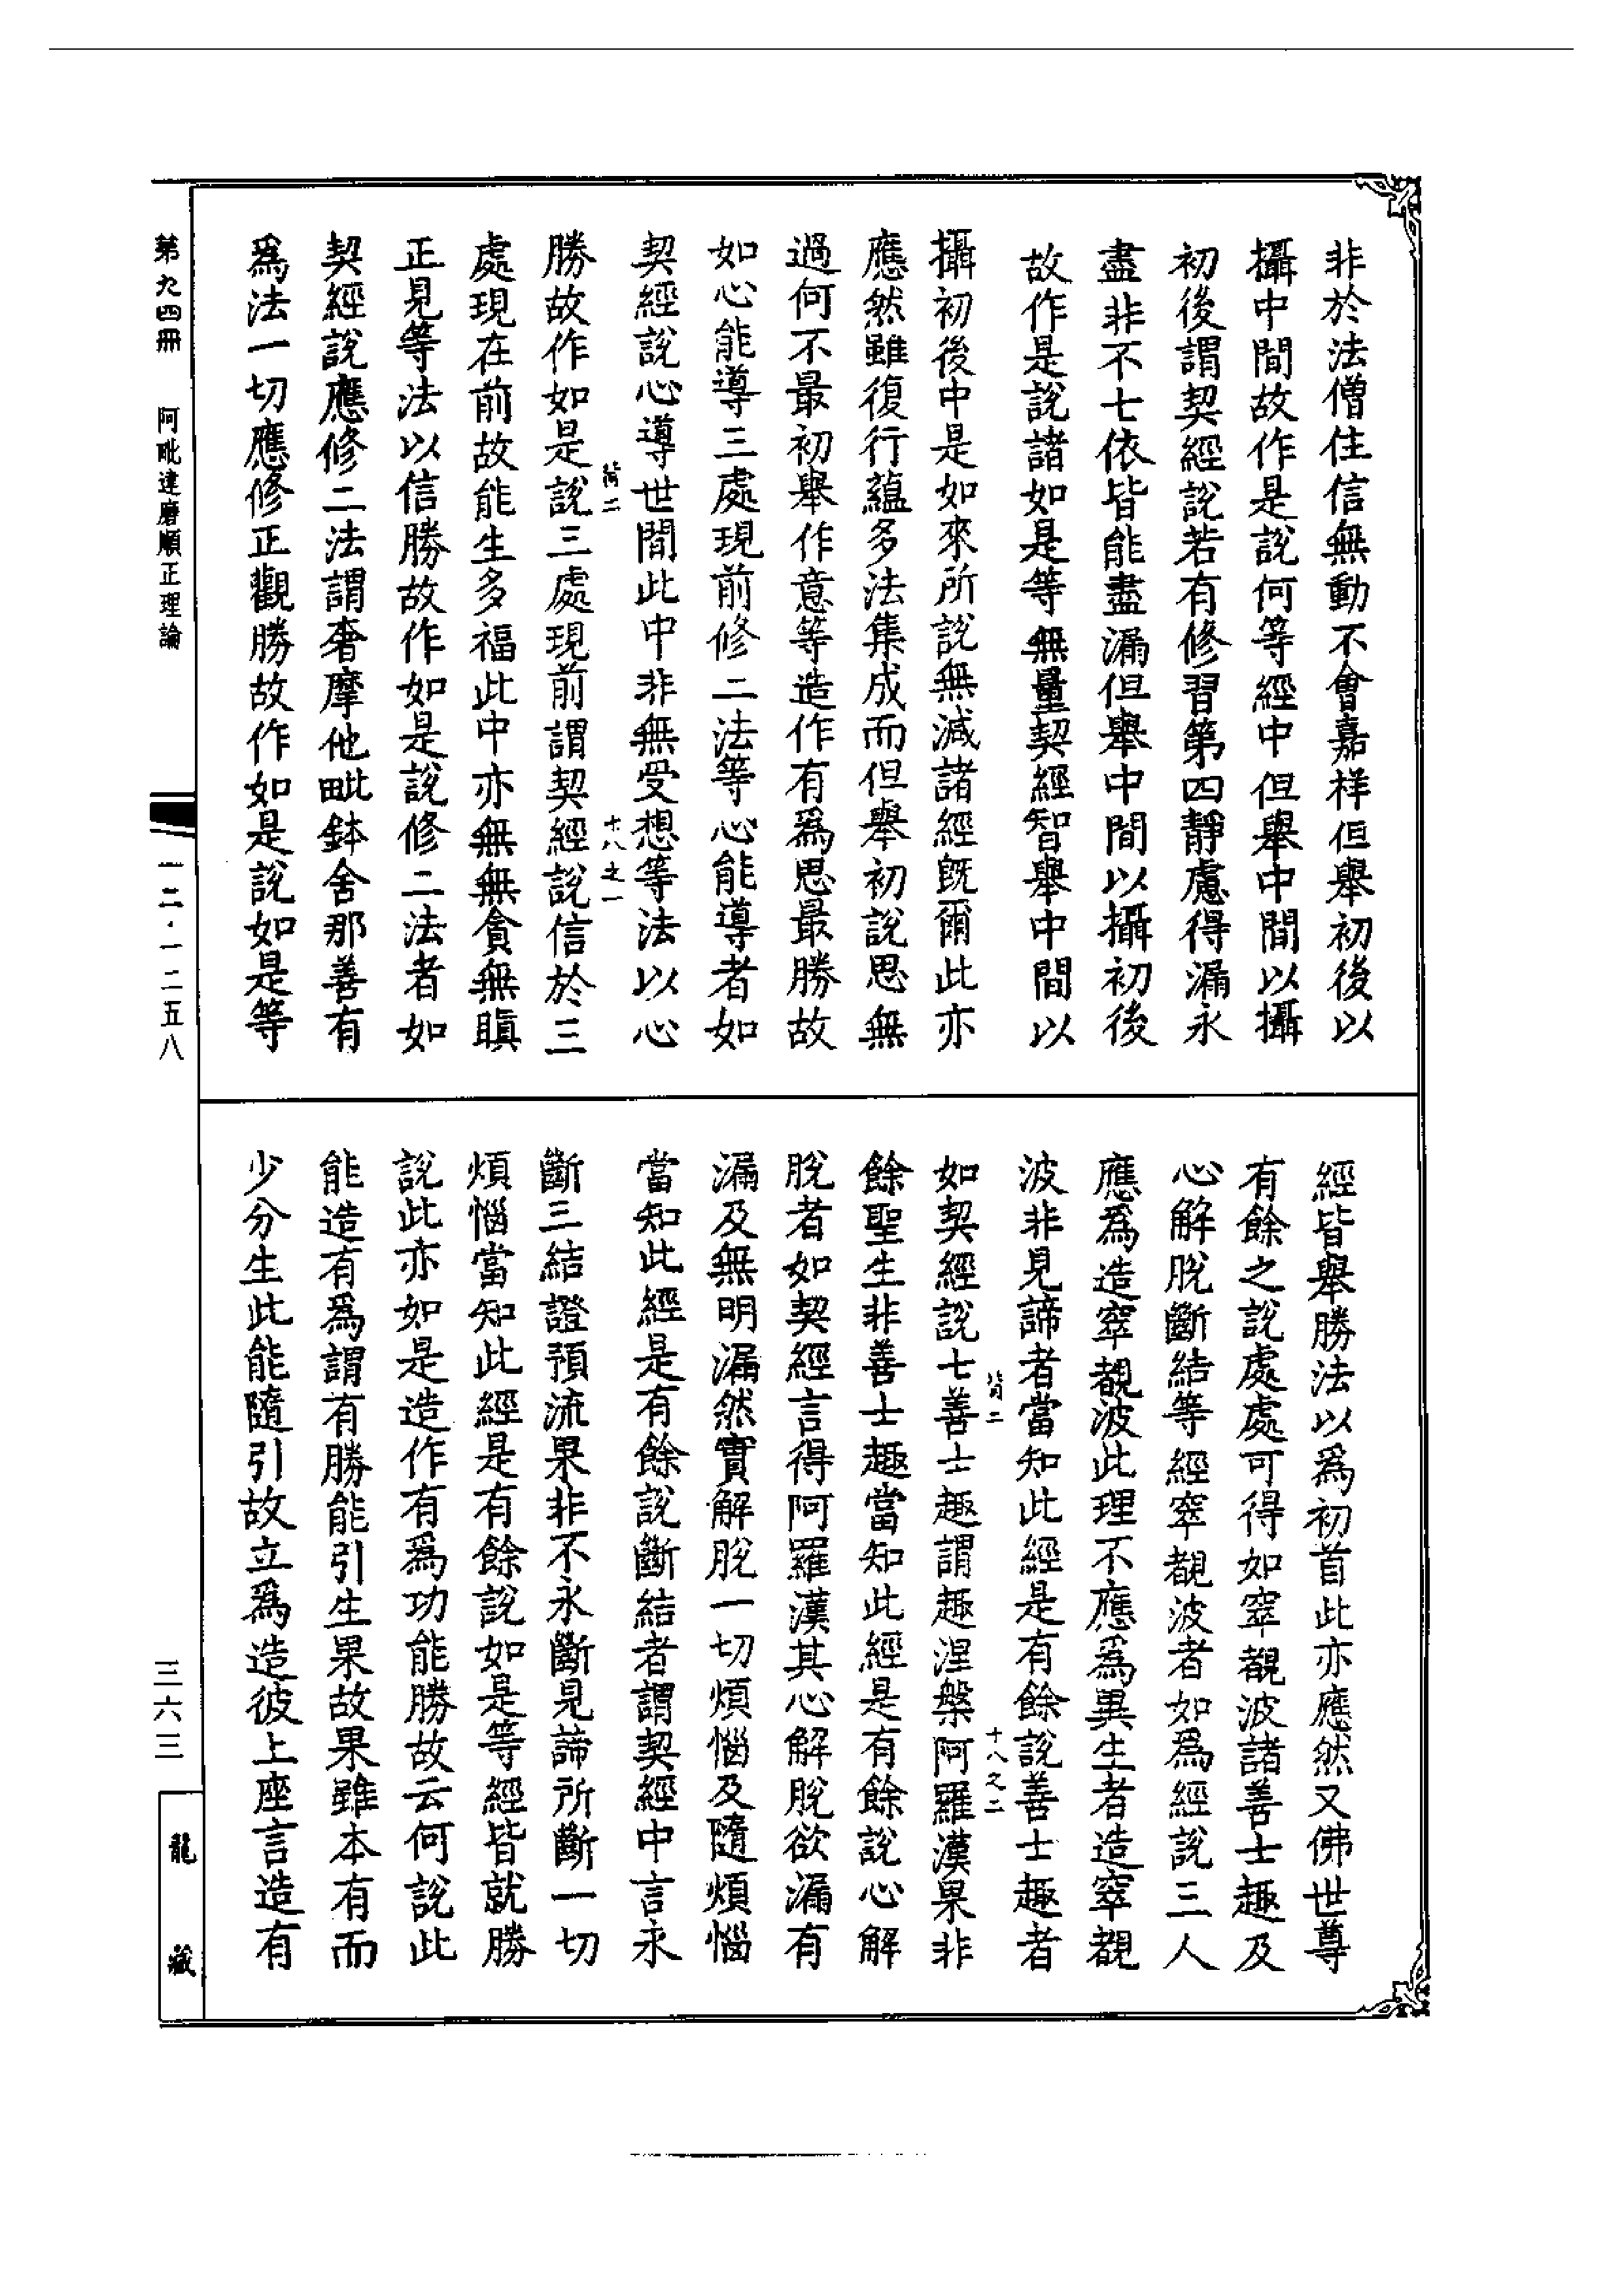 非於法僧住信無動不會嘉祥但舉初後以
攝中間故作是說何等經中但舉中間以攝
初後謂契經說若有修習第四靜慮得漏永
盡非不七依皆能盡漏但舉中間以攝初後
故作是說諸如是等無量契經智舉中間以
攝初後中是如來所說無減諸經既爾此亦
應然雖復行蘊多法集成而但舉初說思無
過何不最初舉作意等造作有爲思最勝故
如心能導三處現前修二法等心能導者如
契經說心導世間此中非無受想等法以心
勝故作如是說三處現前謂契經說信於三
處現在前故能生多福此中亦無無貪無瞋
正見等法以信勝故作如是說修二法者如
契經說應修二法謂奢摩他毗鉢舍那善有
爲法一切應修正觀勝故作如是說如是等
經皆舉勝法以爲初首此亦應然又佛世尊
有餘之說處處可得如窣覩波諸善士趣及
心解脫斷結等經窣覩波者如爲經說三人
應爲造窣覩波此理不應爲異生者造窣覩
波非見諦者當知此經是有餘說善士趣者
如契經說七善士趣謂趣涅槃阿羅漢果非
餘聖生非善士趣當知此經是有餘說心解
脫者如契經言得阿羅漢其心解脫欲漏有
漏及無明漏然實解脫一切煩惱及隨煩惱
當知此經是有餘說斷結者謂契經中言永
斷三結證預流果非不永斷見諦所斷一切
煩惱當知此經是有餘說如是等經皆就勝
說此亦如是造作有爲功能勝故云何說此
能造有爲謂有勝能引生果故果雖本有而
少分生此能隨引故立爲造彼上座言造有
十八之一
十八之二
第九四冊 阿毗達磨順正理論
一二·一二五八
三六三
龍藏